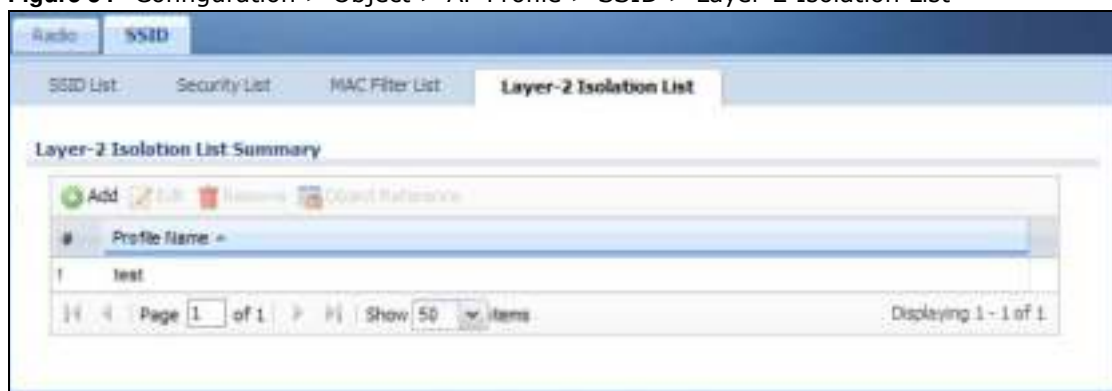 Configuration > Object > AP Profile > SSID > Layer-2 Isolation List
Radio SSID
SSID List Security List MAC Filter List Layer-2 Isolation List
Layer-2 Isolation List Summary
Add Edit Remove Object Reference
# Profile Name
1 test
Page 1 of 1 Show 50 items Displaying 1 - 1 of 1